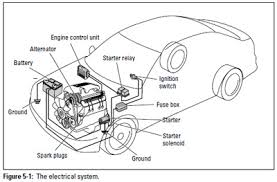 Engine control unit
Alternator
Battery
Starter relay
Ignition
switch
Fuse box
Ground
Starter
Starter
solenoid
Spark plugs
Ground
Figure 5-1: The electrical system.